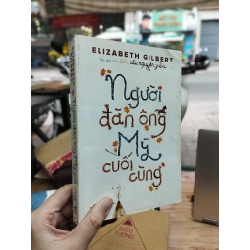 ELIZABETH GILBERT
Người
đàn ông
Mỹ
cuối cùng